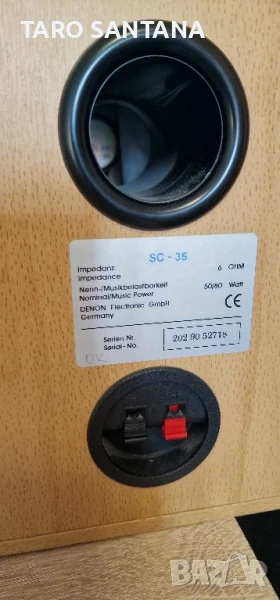 TARO SANTANA
SC - 35
Impedanz
Impedance
6 OHM
Nenn-/Musikbelastbarkeit
Nominal/Music Power
50/80 Watt
DENON Electronic GmbH
Germany
CE
Serien Nr.
Serial-No.
202 90 52718
BAZAR